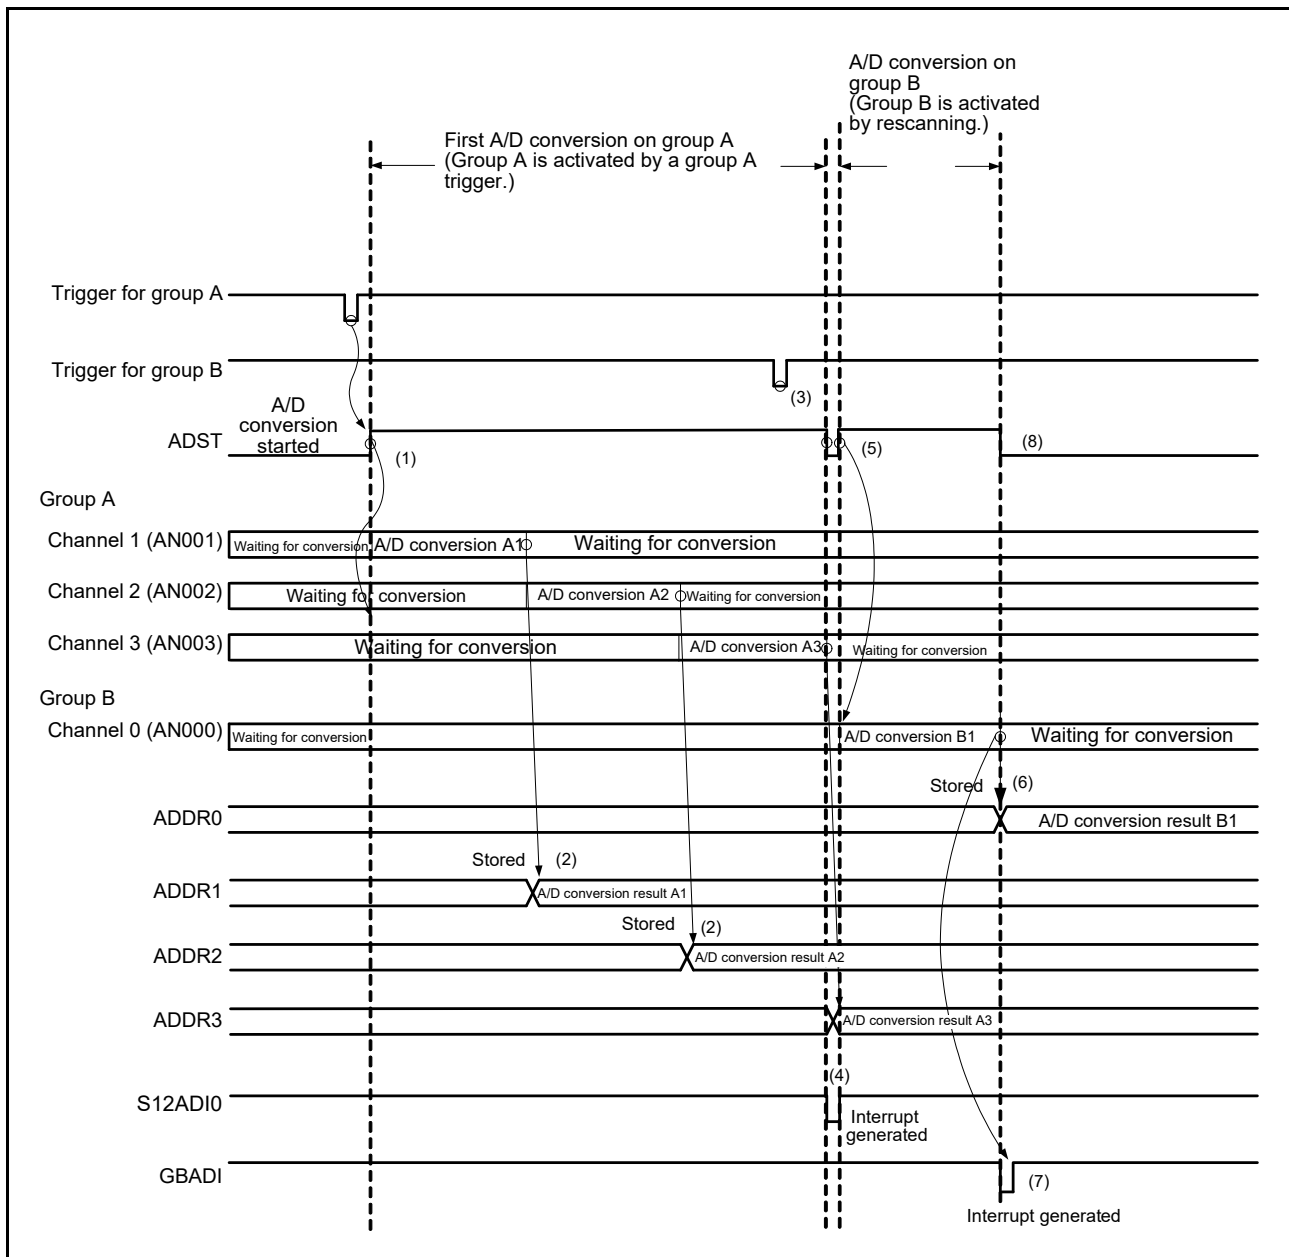 A/D conversion on
group B
(Group B is activated
by rescanning.)
First A/D conversion on group A
(Group A is activated by a group A
trigger.)
Trigger for group A
Trigger for group B
(3)
A/D
conversion
started
ADST
(1)
(5)
(8)
Group A
Channel 1 (AN001)
Waiting for conversion
A/D conversion A1
Waiting for conversion
Channel 2 (AN002)
Waiting for conversion
A/D conversion A2
Waiting for conversion
Channel 3 (AN003)
Waiting for conversion
A/D conversion A3
Waiting for conversion
Group B
Channel 0 (AN000)
Waiting for conversion
A/D conversion B1
Waiting for conversion
Stored
(6)
ADDR0
A/D conversion result B1
Stored
(2)
ADDR1
A/D conversion result A1
Stored
(2)
ADDR2
A/D conversion result A2
ADDR3
A/D conversion result A3
(4)
S12ADI0
Interrupt
generated
GBADI
(7)
Interrupt generated